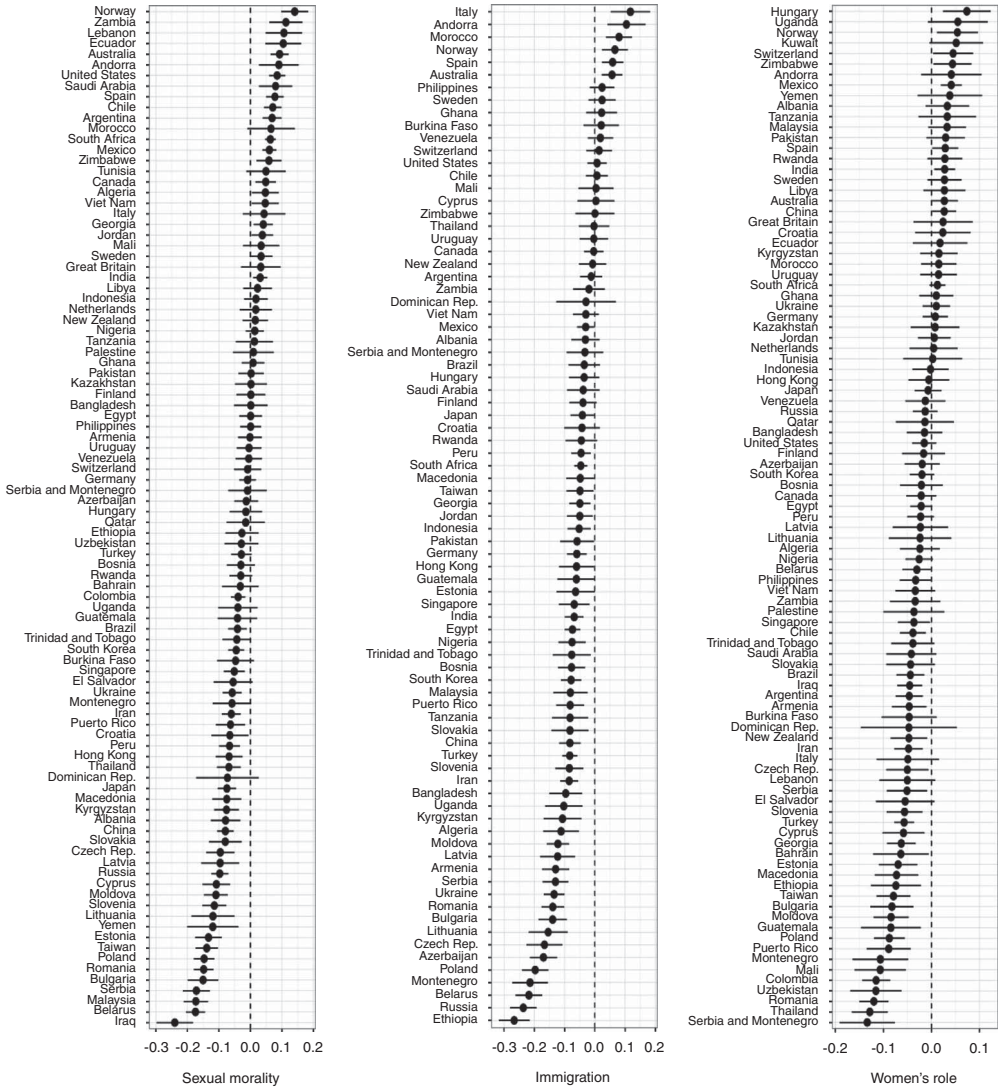 Norway
Zambia
Lebanon
Ecuador
Australia
Andorra
United States
Saudi Arabia
Spain
Chile
Argentina
Morocco
South Africa
Mexico
Zimbabwe
Tunisia
Canada
Algeria
Viet Nam
Italy
Georgia
Jordan
Mali
Sweden
Great Britain
India
Libya
Indonesia
Netherlands
New Zealand
Nigeria
Tanzania
Palestine
Ghana
Pakistan
Kazakhstan
Finland
Bangladesh
Egypt
Philippines
Armenia
Uruguay
Venezuela
Switzerland
Germany
Serbia and Montenegro
Azerbaijan
Hungary
Qatar
Ethiopia
Uzbekistan
Turkey
Bosnia
Rwanda
Bahrain
Colombia
Uganda
Guatemala
Brazil
Trinidad and Tobago
South Korea
Burkina Faso
Singapore
El Salvador
Ukraine
Montenegro
Iran
Puerto Rico
Croatia
Peru
Hong Kong
Thailand
Dominican Rep.
Japan
Macedonia
Kyrgyzstan
Albania
China
Slovakia
Czech Rep.
Latvia
Russia
Cyprus
Moldova
Slovenia
Lithuania
Yemen
Estonia
Taiwan
Poland
Romania
Bulgaria
Serbia
Malaysia
Belarus
Iraq
-0.3 -0.2 -0.1 0.0 0.1 0.2
Sexual morality
Italy
Andorra
Morocco
Norway
Spain
Australia
Philippines
Sweden
Ghana
Burkina Faso
Venezuela
Switzerland
United States
Chile
Mali
Cyprus
Zimbabwe
Thailand
Uruguay
Canada
New Zealand
Argentina
Zambia
Dominican Rep.
Viet Nam
Mexico
Albania
Serbia and Montenegro
Brazil
Hungary
Saudi Arabia
Finland
Japan
Croatia
Rwanda
Peru
South Africa
Macedonia
Taiwan
Georgia
Jordan
Indonesia
Pakistan
Germany
Hong Kong
Guatemala
Estonia
Singapore
India
Egypt
Nigeria
Trinidad and Tobago
Bosnia
South Korea
Malaysia
Puerto Rico
Tanzania
Slovakia
China
Turkey
Slovenia
Iran
Bangladesh
Uganda
Kyrgyzstan
Algeria
Moldova
Latvia
Armenia
Serbia
Ukraine
Romania
Bulgaria
Lithuania
Czech Rep.
Azerbaijan
Poland
Montenegro
Belarus
Russia
Ethiopia
-0.3 -0.2 -0.1 0.0 0.1 0.2
Immigration
Hungary
Uganda
Norway
Kuwait
Switzerland
Zimbabwe
Andorra
Mexico
Yemen
Albania
Tanzania
Malaysia
Pakistan
Spain
Rwanda
India
Sweden
Libya
Australia
China
Great Britain
Croatia
Ecuador
Kyrgyzstan
Morocco
Uruguay
South Africa
Ghana
Ukraine
Germany
Kazakhstan
Jordan
Netherlands
Tunisia
Indonesia
Hong Kong
Japan
Venezuela
Russia
Qatar
Bangladesh
United States
Finland
Azerbaijan
South Korea
Bosnia
Canada
Egypt
Peru
Latvia
Lithuania
Algeria
Nigeria
Belarus
Philippines
Viet Nam
Zambia
Palestine
Singapore
Chile
Trinidad and Tobago
Saudi Arabia
Slovakia
Brazil
Iraq
Argentina
Armenia
Burkina Faso
Dominican Rep.
New Zealand
Iran
Italy
Czech Rep.
Lebanon
Serbia
El Salvador
Slovenia
Turkey
Cyprus
Georgia
Bahrain
Estonia
Macedonia
Ethiopia
Taiwan
Bulgaria
Moldova
Guatemala
Poland
Puerto Rico
Montenegro
Mali
Colombia
Uzbekistan
Romania
Thailand
Serbia and Montenegro
-0.2 -0.1 0.0 0.1
Women's role